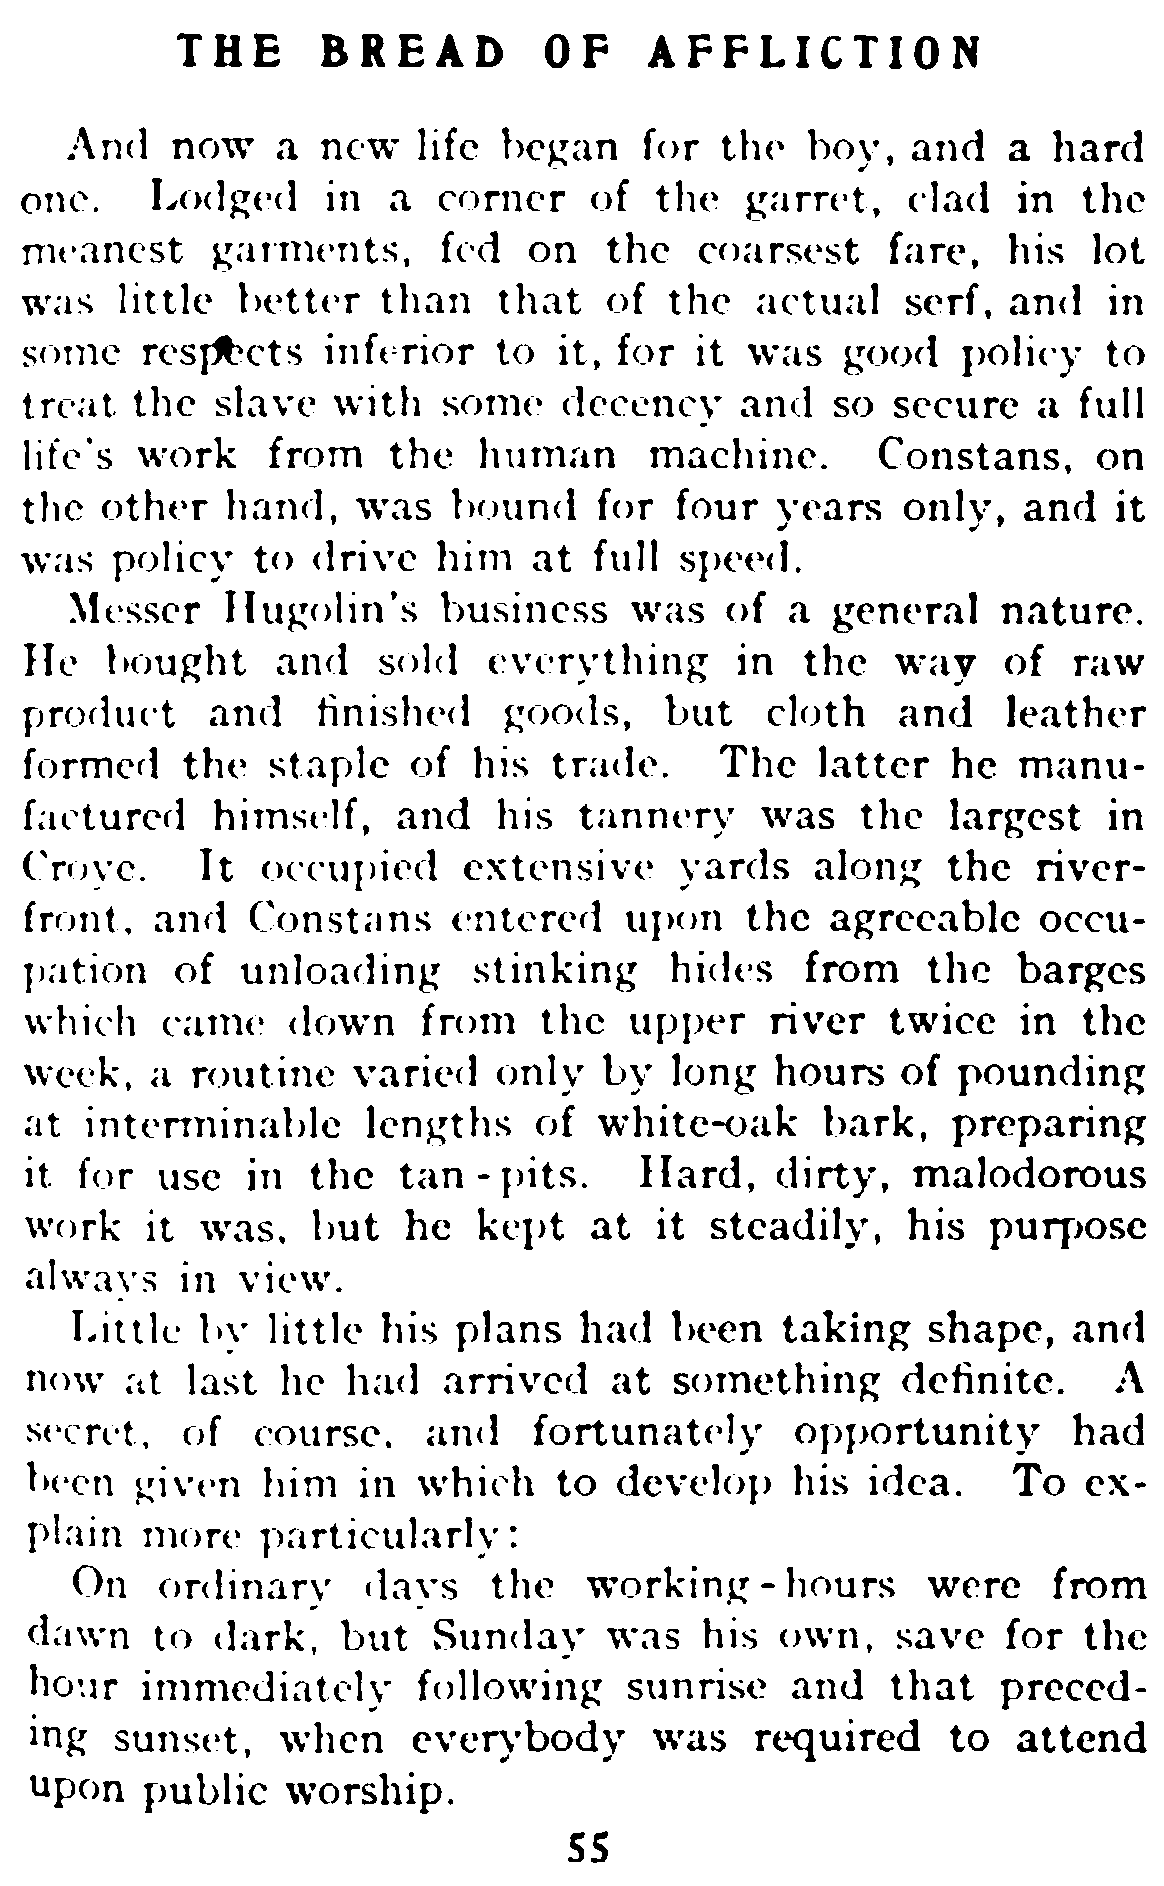 THE BREAD OF AFFLICTION
And now a new life began for the boy, and a hard
one. Lodged in a corner of the garret, clad in the
meanest garments, fed on the coarsest fare, his lot
was little better than that of the actual serf, and in
some respects inferior to it, for it was good policy to
treat the slave with some decency and so secure a full
life's work from the human machine. Constans, on
the other hand, was bound for four years only, and it
was policy to drive him at full speed.
Messer Hugolin's business was of a general nature.
He bought and sold everything in the way of raw
product and finished goods, but cloth and leather
formed the staple of his trade. The latter he manu-
factured himself, and his tannery was the largest in
Croye. It occupied extensive yards along the river-
front, and Constans entered upon the agreeable occu-
pation of unloading stinking hides from the barges
which came down from the upper river twice in the
week, a routine varied only by long hours of pounding
at interminable lengths of white-oak bark, preparing
it for use in the tan-pits. Hard, dirty, malodorous
work it was, but he kept at it steadily, his purpose
always in view.
Little by little his plans had been taking shape, and
now at last he had arrived at something definite. A
secret, of course, and fortunately opportunity had
been given him in which to develop his idea. To ex-
plain more particularly:
On ordinary days the working-hours were from
dawn to dark, but Sunday was his own, save for the
hour immediately following sunrise and that preced-
ing sunset, when everybody was required to attend
upon public worship.
55